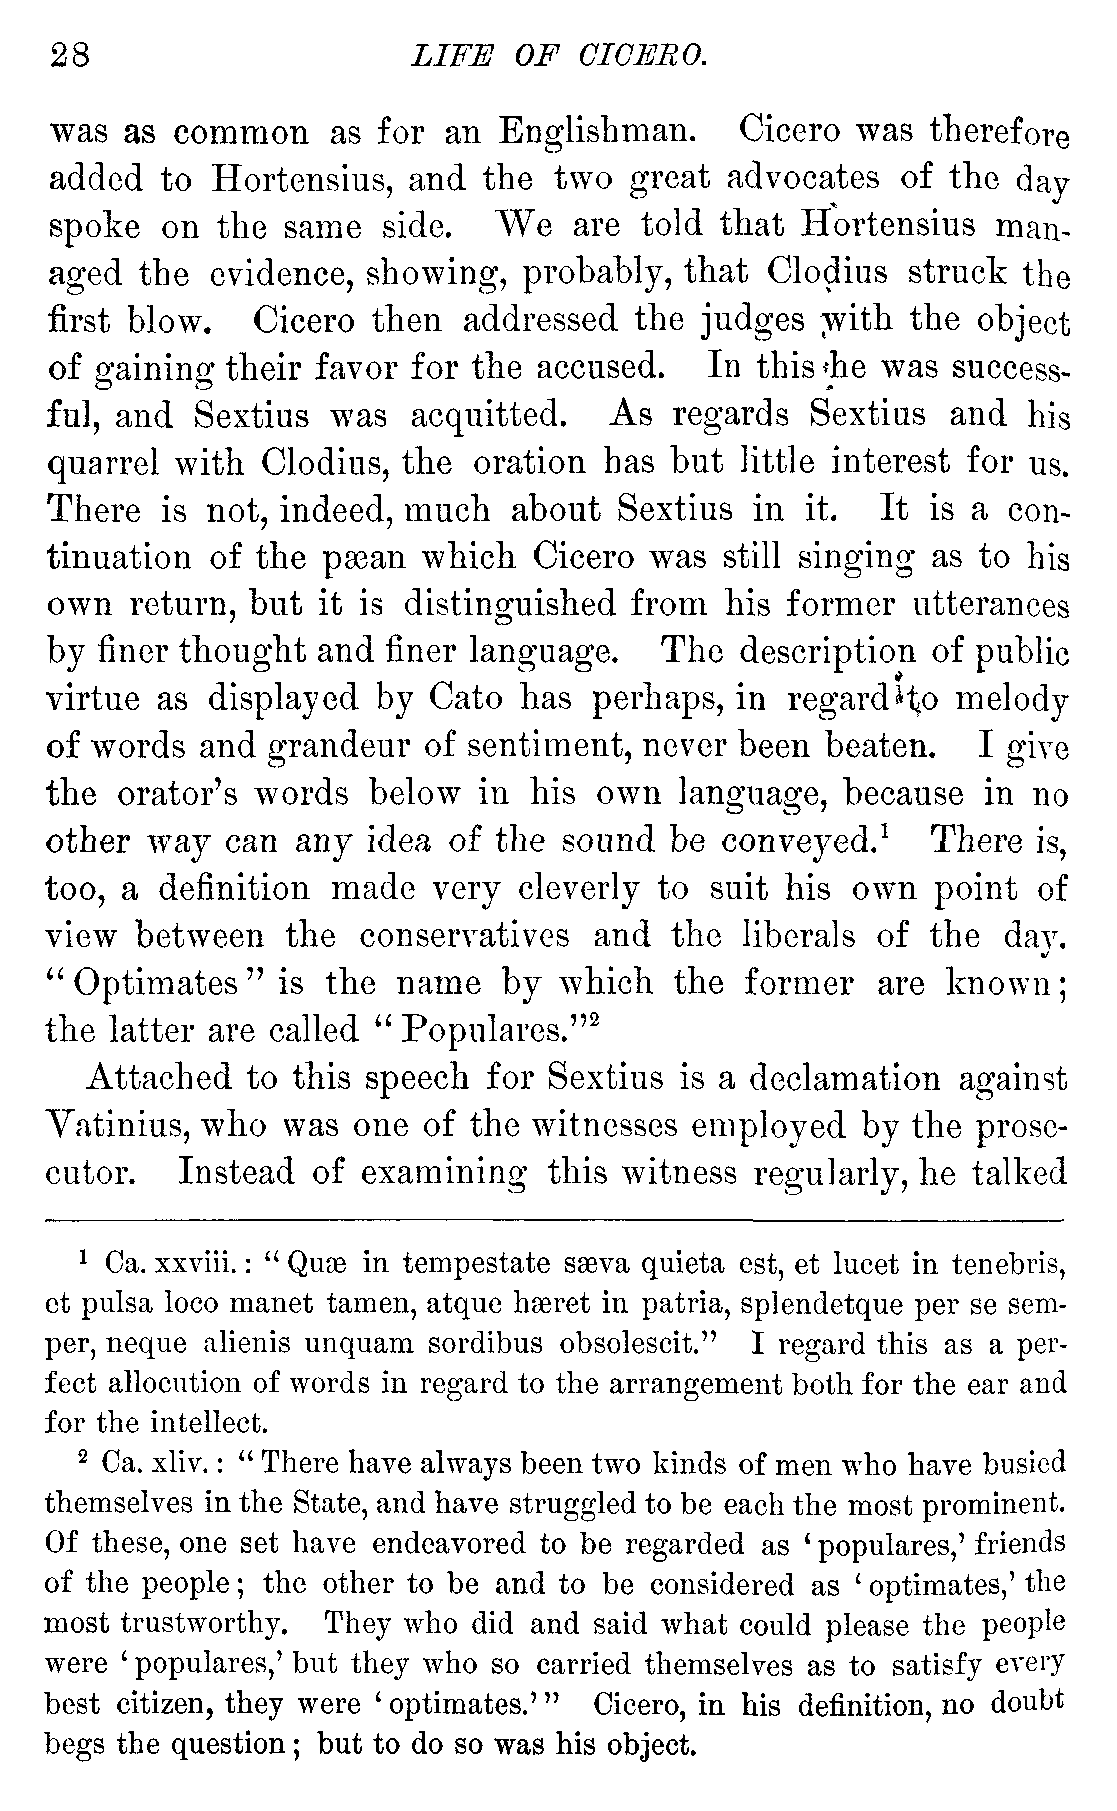 28 LIFE OF CICERO.
was as common as for an Englishman. Cicero was therefore
added to Hortensius, and the two great advocates of the day
spoke on the same side. We are told that Hortensius man-
aged the evidence, showing, probably, that Clodius struck the
first blow. Cicero then addressed the judges with the object
of gaining their favor for the accused. In this he was success-
ful, and Sextius was acquitted. As regards Sextius and his
quarrel with Clodius, the oration has but little interest for us.
There is not, indeed, much about Sextius in it. It is a con-
tinuation of the pæan which Cicero was still singing as to his
own return, but it is distinguished from his former utterances
by finer thought and finer language. The description of public
virtue as displayed by Cato has perhaps, in regard to melody
of words and grandeur of sentiment, never been beaten. I give
the orator's words below in his own language, because in no
other way can any idea of the sound be conveyed.¹ There is,
too, a definition made very cleverly to suit his own point of
view between the conservatives and the liberals of the day.
"Optimates" is the name by which the former are known;
the latter are called "Populares."²
Attached to this speech for Sextius is a declamation against
Vatinius, who was one of the witnesses employed by the prose-
cutor. Instead of examining this witness regularly, he talked
¹ Ca. xxviii.: "Quæ in tempestate sæva quieta est, et lucet in tenebris,
et pulsa loco manet tamen, atque hæret in patria, splendetque per se sem-
per, neque alienis unquam sordibus obsolescit." I regard this as a per-
fect allocution of words in regard to the arrangement both for the ear and
for the intellect.
² Ca. xliv.: "There have always been two kinds of men who have busied
themselves in the State, and have struggled to be each the most prominent.
Of these, one set have endeavored to be regarded as 'populares,' friends
of the people; the other to be and to be considered as 'optimates,' the
most trustworthy. They who did and said what could please the people
were 'populares,' but they who so carried themselves as to satisfy every
best citizen, they were 'optimates.'" Cicero, in his definition, no doubt
begs the question; but to do so was his object.